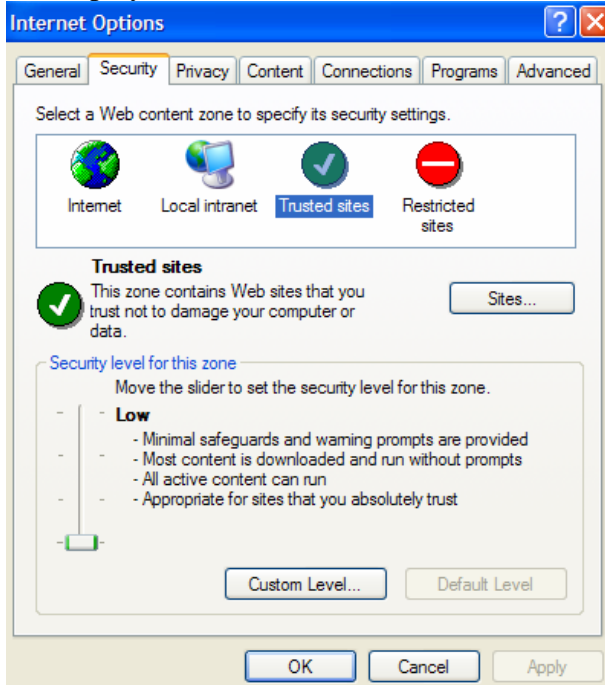 Internet Options
General Security Privacy Content Connections Programs Advanced
Select a Web content zone to specify its security settings.
Internet Local intranet Trusted sites Restricted
sites
Trusted sites
This zone contains Web sites that you
trust not to damage your computer or
data.
Sites...
Security level for this zone
Move the slider to set the security level for this zone.
Low
- Minimal safeguards and warning prompts are provided
- Most content is downloaded and run without prompts
- All active content can run
- Appropriate for sites that you absolutely trust
Custom Level... Default Level
OK Cancel Apply